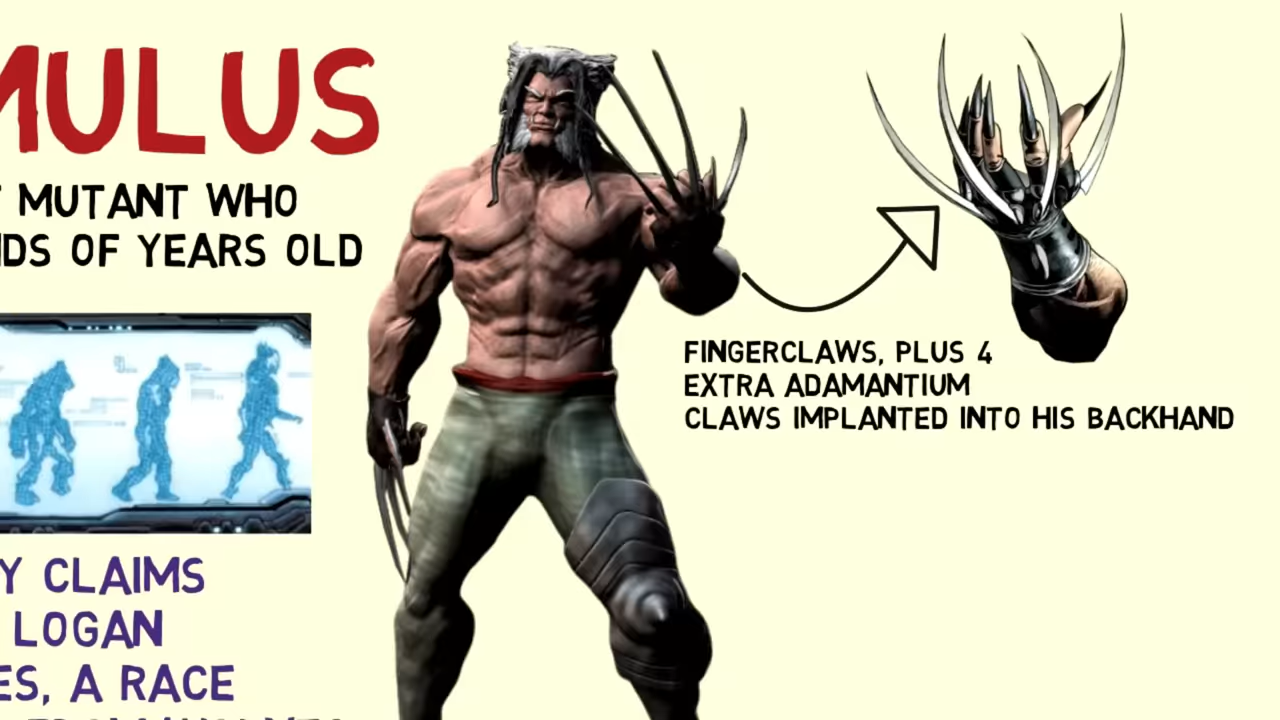 MULUS
MUTANT WHO
NDS OF YEARS OLD
FINGERCLAWS, PLUS 4
EXTRA ADAMANTIUM
CLAWS IMPLANTED INTO HIS BACKHAND
Y CLAIMS
LOGAN
ES, A RACE